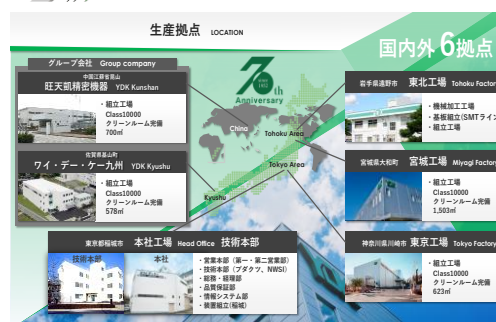 生産拠点 LOCATION
国内外 6拠点
グループ会社 Group company
中国江蘇省昆山
旺天凱精密機器 YDK Kunshan
・組立工場
Class10000
クリーンルーム完備
700㎡
佐賀県基山町
ワイ・デー・ケー九州 YDK Kyushu
・組立工場
Class10000
クリーンルーム完備
578㎡
70th
Anniversary
China
Tohoku Area
Tokyo Area
Kyushu
岩手県遠野市 東北工場 Tohoku Factory
・機械加工工場
・基板組立(SMTライン
・組立工場
宮城県大和町 宮城工場 Miyagi Factory
・組立工場
Class10000
クリーンルーム完備
1,503㎡
東京都稲城市 本社工場 Head Office 技術本部
技術本部
本社
・営業本部（第一・第二営業部）
・技術本部（プダクツ、NWSI）
・総務・経理部
・品質保証部
・情報システム部
・装置組立(稲城)
神奈川県川崎市 東京工場 Tokyo Factory
・組立工場
Class10000
クリーンルーム完備
623㎡